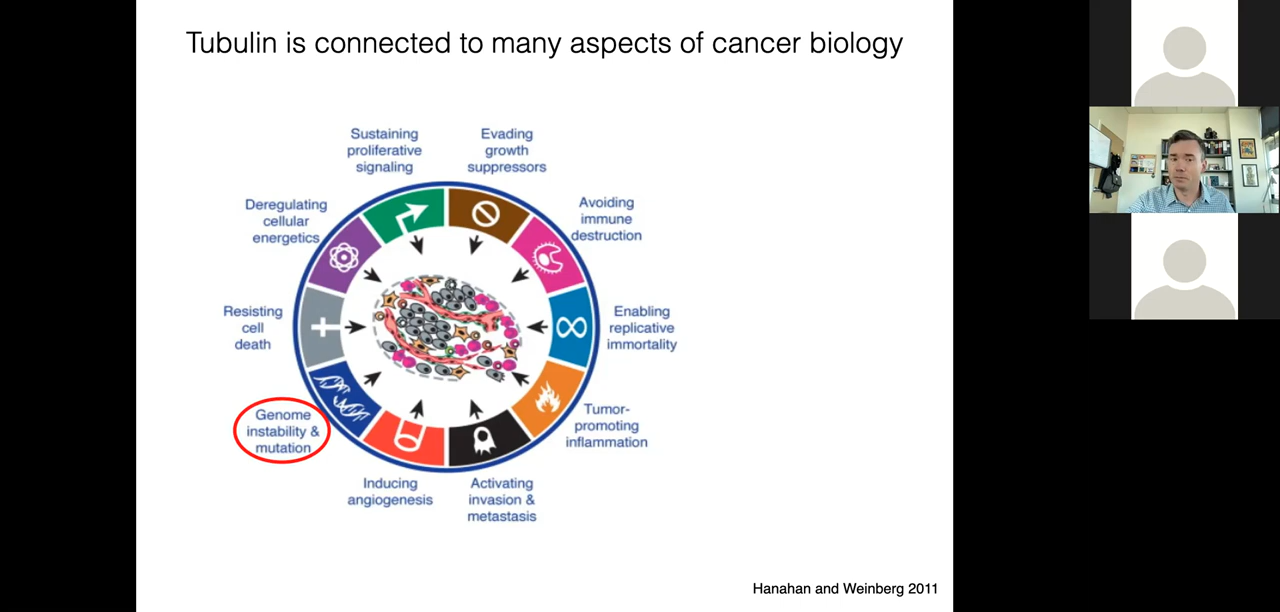 Tubulin is connected to many aspects of cancer biology
Sustaining
proliferative
signaling
Evading
growth
suppressors
Deregulating
cellular
energetics
Avoiding
immune
destruction
Resisting
cell
death
Enabling
replicative
immortality
Genome
instability &
mutation
Tumor-
promoting
inflammation
Inducing
angiogenesis
Activating
invasion &
metastasis
Hanahan and Weinberg 2011